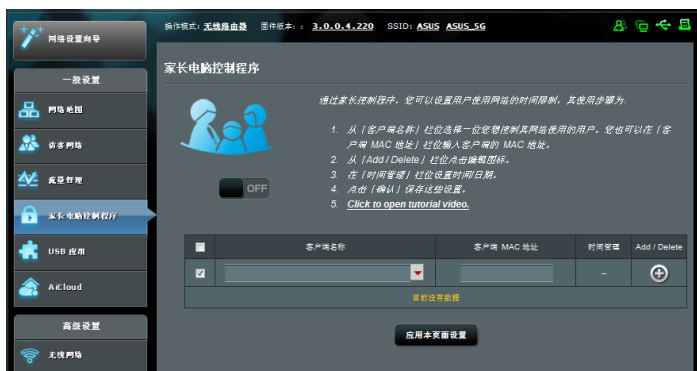 操作模式: 无线路由器 固件版本: : 3.0.0.4.220 SSID: ASUS ASUS_5G
网络设置向导
一般设置
网络地图
访客网络
流量管理
家长电脑控制程序
USB 应用
AiCloud
高级设置
无线网络
家长电脑控制程序
OFF
通过家长控制程序，您可以设置用户使用网络的时间限制，其使用步骤为:
1. 从「客户端名称」栏位选择一位您想控制其网络使用的用户。您也可以在「客
户端 MAC 地址」栏位输入客户端的 MAC 地址。
2. 从「Add / Delete」栏位点击编辑图标。
3. 在「时间管理」栏位设置时间/日期。
4. 点击「确认」保存这些设置。
5. Click to open tutorial video.
客户端名称 客户端 MAC 地址 时间管理 Add / Delete
–
目前没有数据
应用本页面设置